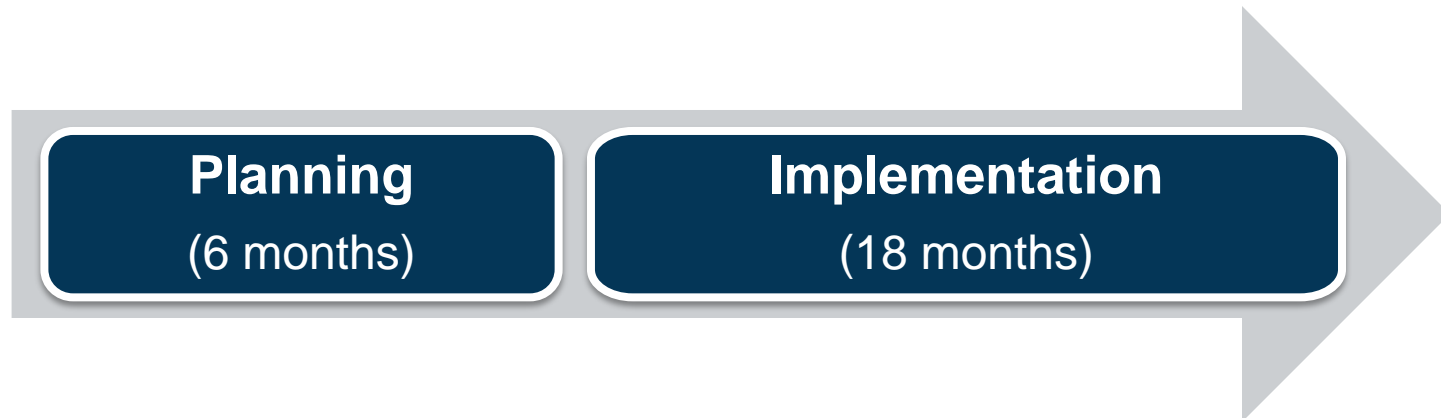 Planning
(6 months)
Implementation
(18 months)